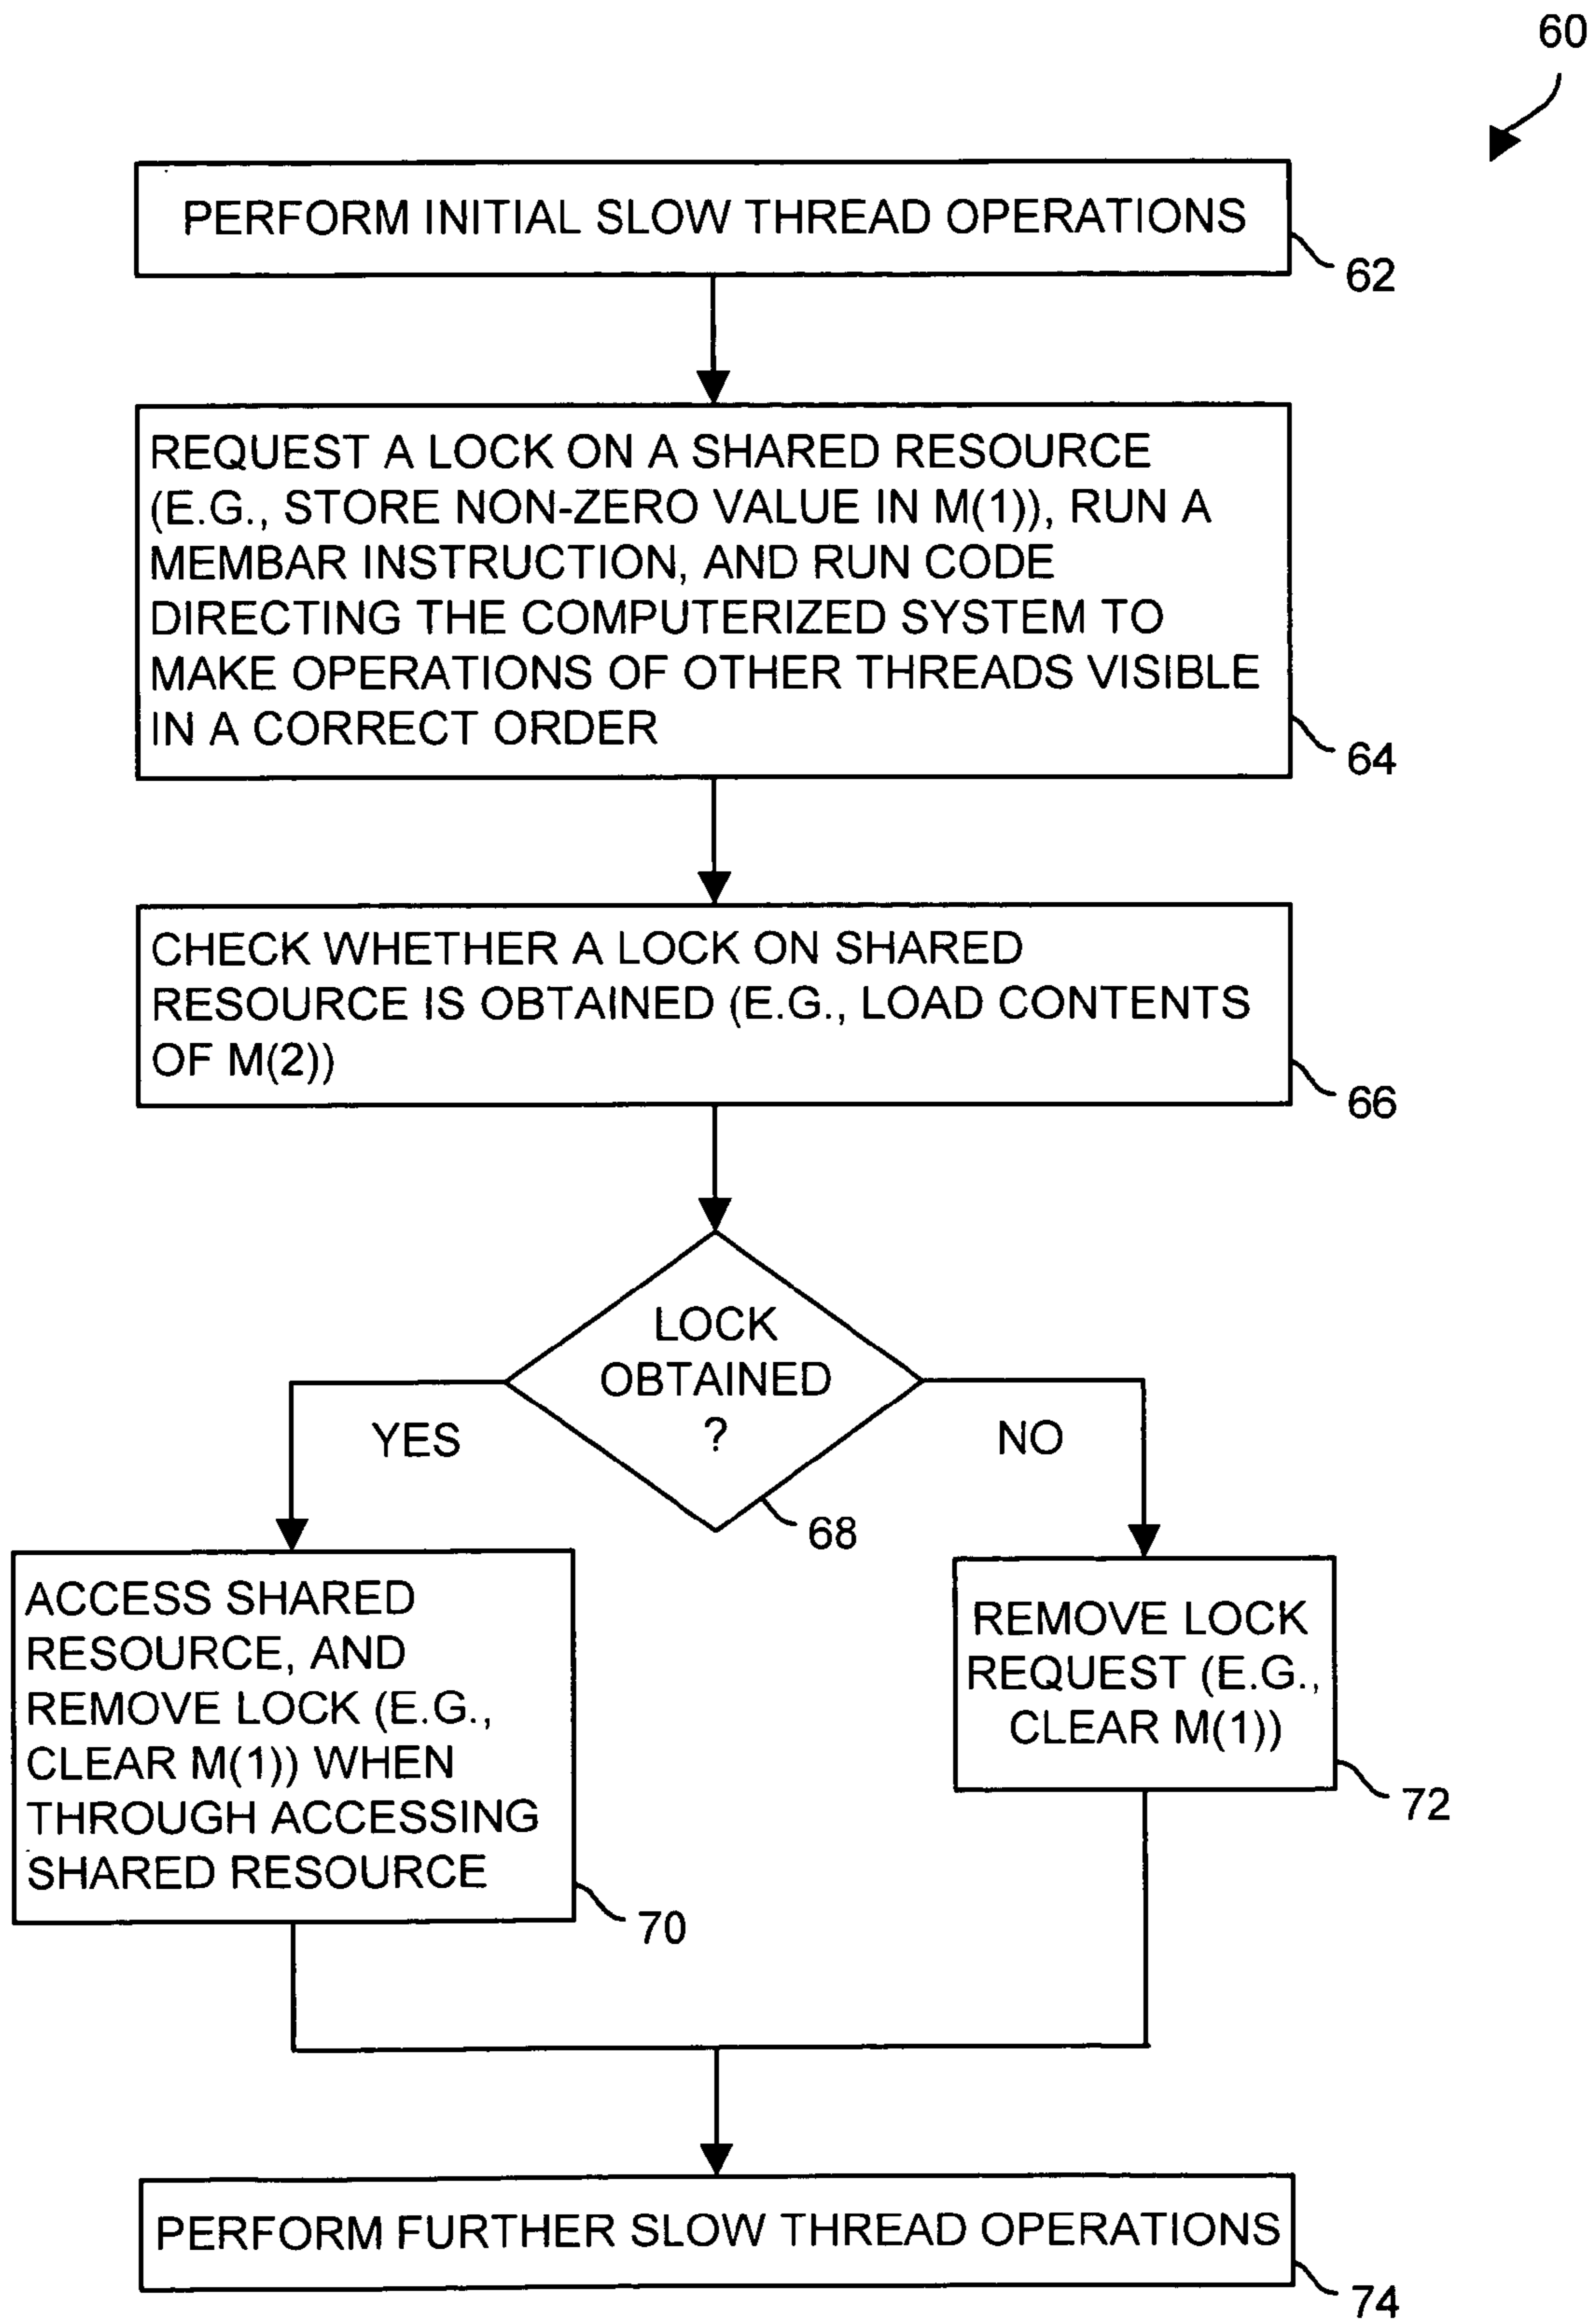 60
PERFORM INITIAL SLOW THREAD OPERATIONS
62
REQUEST A LOCK ON A SHARED RESOURCE
(E.G., STORE NON-ZERO VALUE IN M(1)), RUN A
MEMBAR INSTRUCTION, AND RUN CODE
DIRECTING THE COMPUTERIZED SYSTEM TO
MAKE OPERATIONS OF OTHER THREADS VISIBLE
IN A CORRECT ORDER
64
CHECK WHETHER A LOCK ON SHARED
RESOURCE IS OBTAINED (E.G., LOAD CONTENTS
OF M(2))
66
LOCK
OBTAINED
?
68
YES
NO
ACCESS SHARED
RESOURCE, AND
REMOVE LOCK (E.G.,
CLEAR M(1)) WHEN
THROUGH ACCESSING
SHARED RESOURCE
70
REMOVE LOCK
REQUEST (E.G.,
CLEAR M(1))
72
PERFORM FURTHER SLOW THREAD OPERATIONS
74